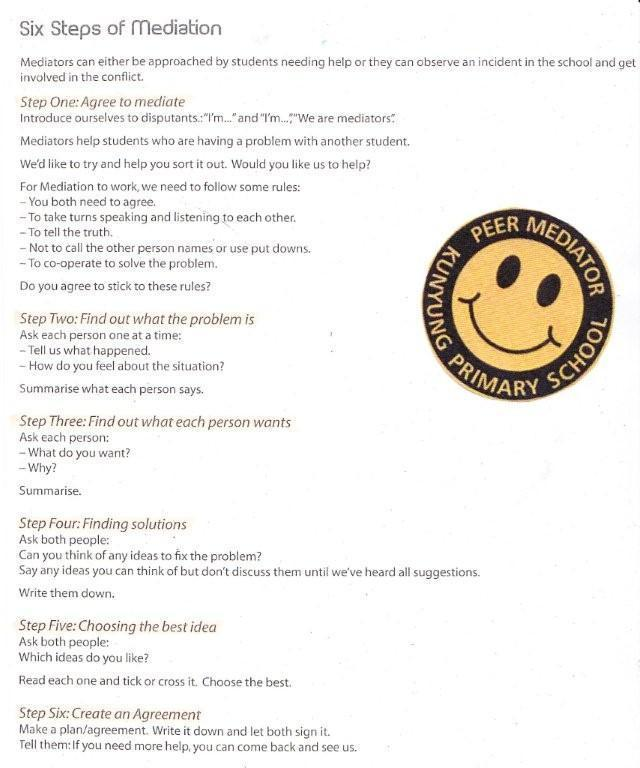 Six Steps of Mediation
Mediators can either be approached by students needing help or they can observe an incident in the school and get
involved in the conflict.
Step One: Agree to mediate
Introduce ourselves to disputants.: "I'm..." and "I'm...", "We are mediators".
Mediators help students who are having a problem with another student.
We'd like to try and help you sort it out. Would you like us to help?
For Mediation to work, we need to follow some rules:
– You both need to agree.
– To take turns speaking and listening to each other.
– To tell the truth.
– Not to call the other person names or use put downs.
– To co-operate to solve the problem.
Do you agree to stick to these rules?
PEER MEDIATOR
KUNYUNG PRIMARY SCHOOL
Step Two: Find out what the problem is
Ask each person one at a time:
– Tell us what happened.
– How do you feel about the situation?
Summarise what each person says.
Step Three: Find out what each person wants
Ask each person:
– What do you want?
– Why?
Summarise.
Step Four: Finding solutions
Ask both people:
Can you think of any ideas to fix the problem?
Say any ideas you can think of but don't discuss them until we've heard all suggestions.
Write them down.
Step Five: Choosing the best idea
Ask both people:
Which ideas do you like?
Read each one and tick or cross it. Choose the best.
Step Six: Create an Agreement
Make a plan/agreement. Write it down and let both sign it.
Tell them: If you need more help, you can come back and see us.